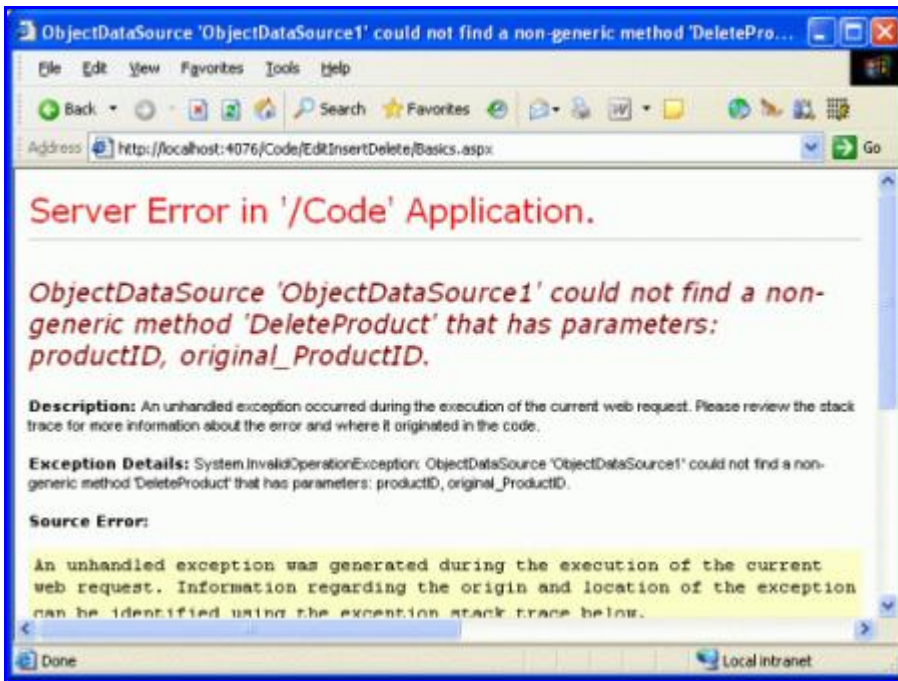 ObjectDataSource 'ObjectDataSource1' could not find a non-generic method 'DeletePro...
File Edit View Favorites Tools Help
Back Search Favorites
Address http://localhost:4076/Code/EditInsertDelete/Basics.aspx Go
Server Error in '/Code' Application.
ObjectDataSource 'ObjectDataSource1' could not find a non-
generic method 'DeleteProduct' that has parameters:
productID, original_ProductID.
Description: An unhandled exception occurred during the execution of the current web request. Please review the stack
trace for more information about the error and where it originated in the code.
Exception Details: System.InvalidOperationException: ObjectDataSource 'ObjectDataSource1' could not find a non-
generic method 'DeleteProduct' that has parameters: productID, original_ProductID.
Source Error:
An unhandled exception was generated during the execution of the current
web request. Information regarding the origin and location of the exception
can be identified using the exception stack trace below.
Done Local intranet